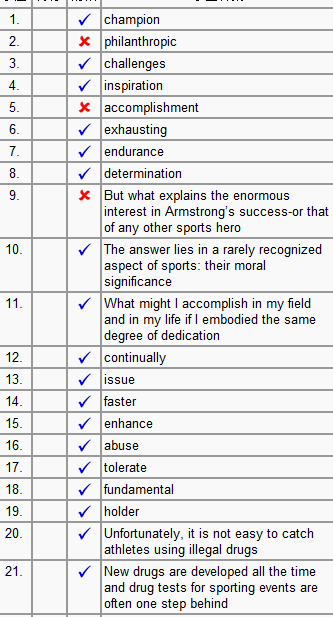 1. champion
2. philanthropic
3. challenges
4. inspiration
5. accomplishment
6. exhausting
7. endurance
8. determination
9. But what explains the enormous
interest in Armstrong's success-or that
of any other sports hero
10. The answer lies in a rarely recognized
aspect of sports: their moral
significance
11. What might I accomplish in my field
and in my life if I embodied the same
degree of dedication
12. continually
13. issue
14. faster
15. enhance
16. abuse
17. tolerate
18. fundamental
19. holder
20. Unfortunately, it is not easy to catch
athletes using illegal drugs
21. New drugs are developed all the time
and drug tests for sporting events are
often one step behind